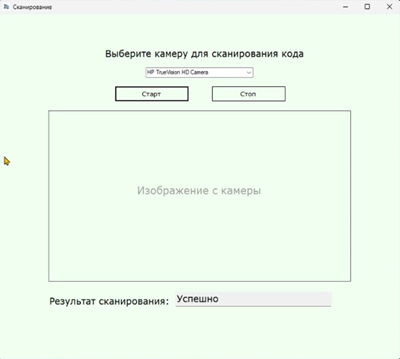 Сканирование
Выберите камеру для сканирования кода
HP TrueVision HD Camera
Старт Стоп
Изображение с камеры
Результат сканирования: Успешно